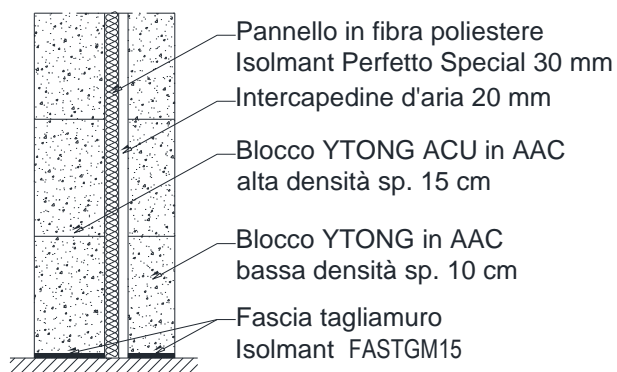 Pannello in fibra poliestere
Isolmant Perfetto Special 30 mm
Intercapedine d'aria 20 mm
Blocco YTONG ACU in AAC
alta densità sp. 15 cm
Blocco YTONG in AAC
bassa densità sp. 10 cm
Fascia tagliamuro
Isolmant FASTGM15